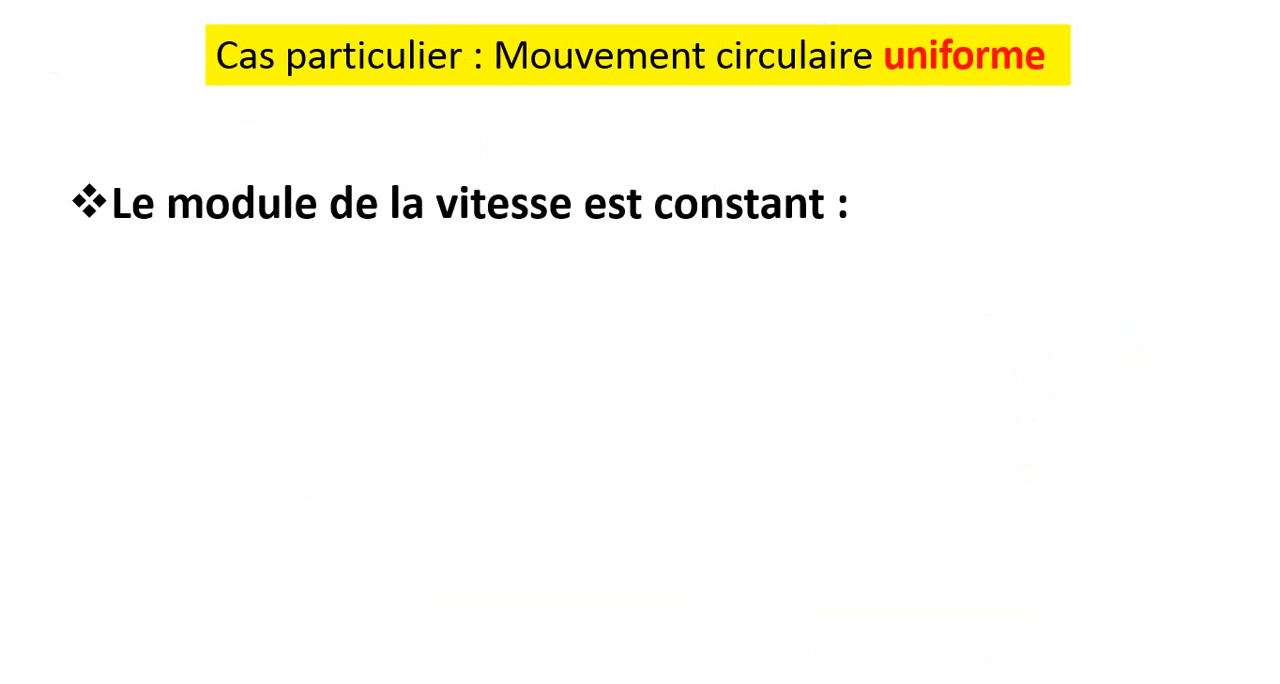 Cas particulier : Mouvement circulaire uniforme
❖Le module de la vitesse est constant :